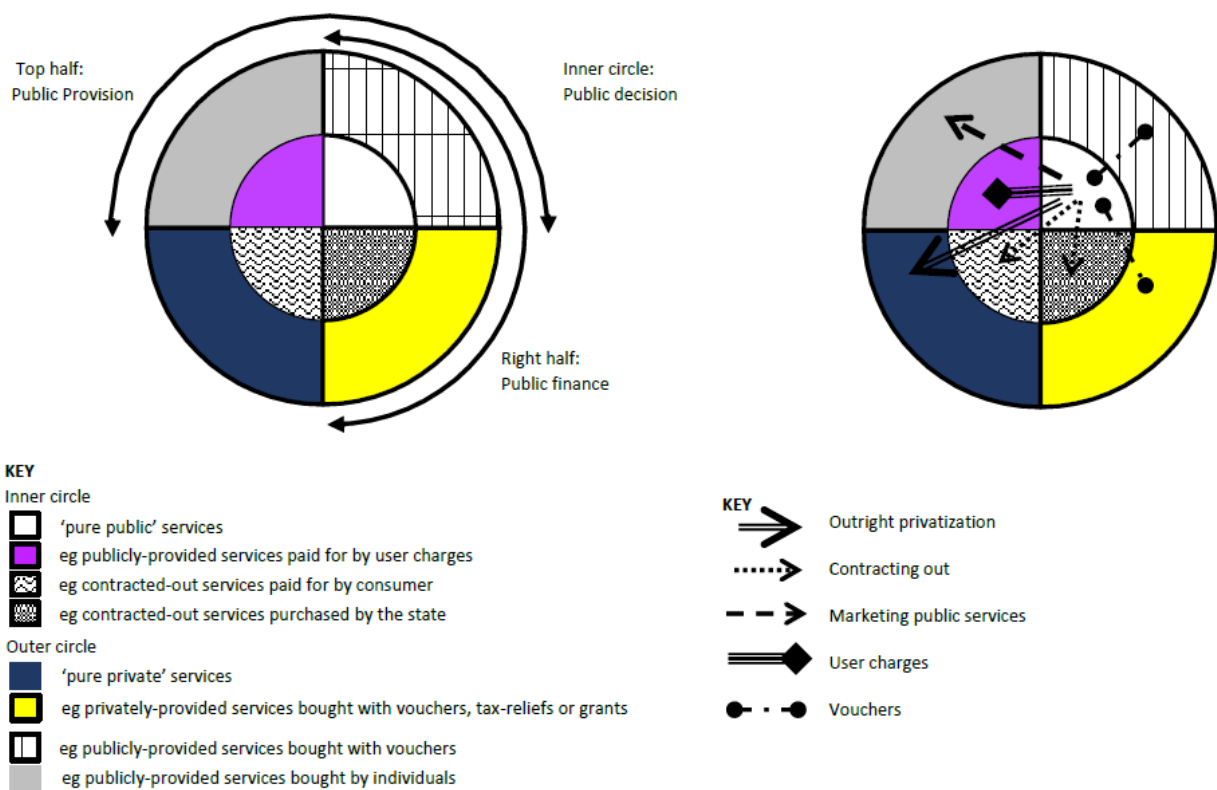 Top half:
Public Provision
Inner circle:
Public decision
Right half:
Public finance
KEY
Inner circle
‘pure public’ services
eg publicly-provided services paid for by user charges
eg contracted-out services paid for by consumer
eg contracted-out services purchased by the state
Outer circle
‘pure private’ services
eg privately-provided services bought with vouchers, tax-reliefs or grants
eg publicly-provided services bought with vouchers
eg publicly-provided services bought by individuals
KEY
Outright privatization
Contracting out
Marketing public services
User charges
Vouchers